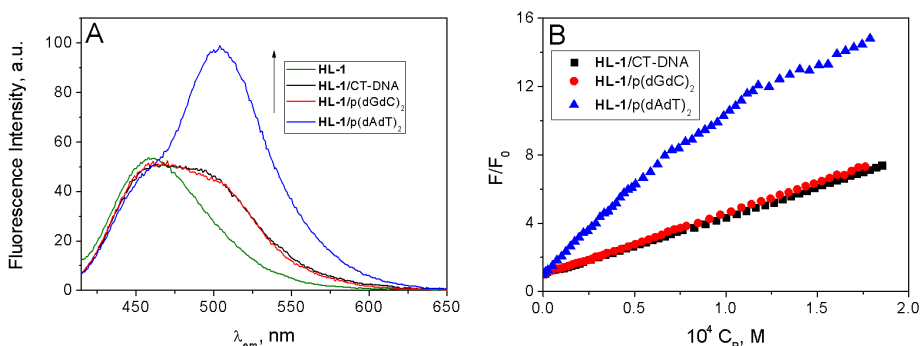 A
Fluorescence Intensity, a.u.
100
80
60
40
20
0
450
500
550
600
650
λem, nm
HL-1
HL-1/CT-DNA
HL-1/p(dGdC)2
HL-1/p(dAdT)2
B
F/F0
16
12
8
4
0
0.0
0.5
1.0
1.5
2.0
10^4 CP, M
HL-1/CT-DNA
HL-1/p(dGdC)2
HL-1/p(dAdT)2